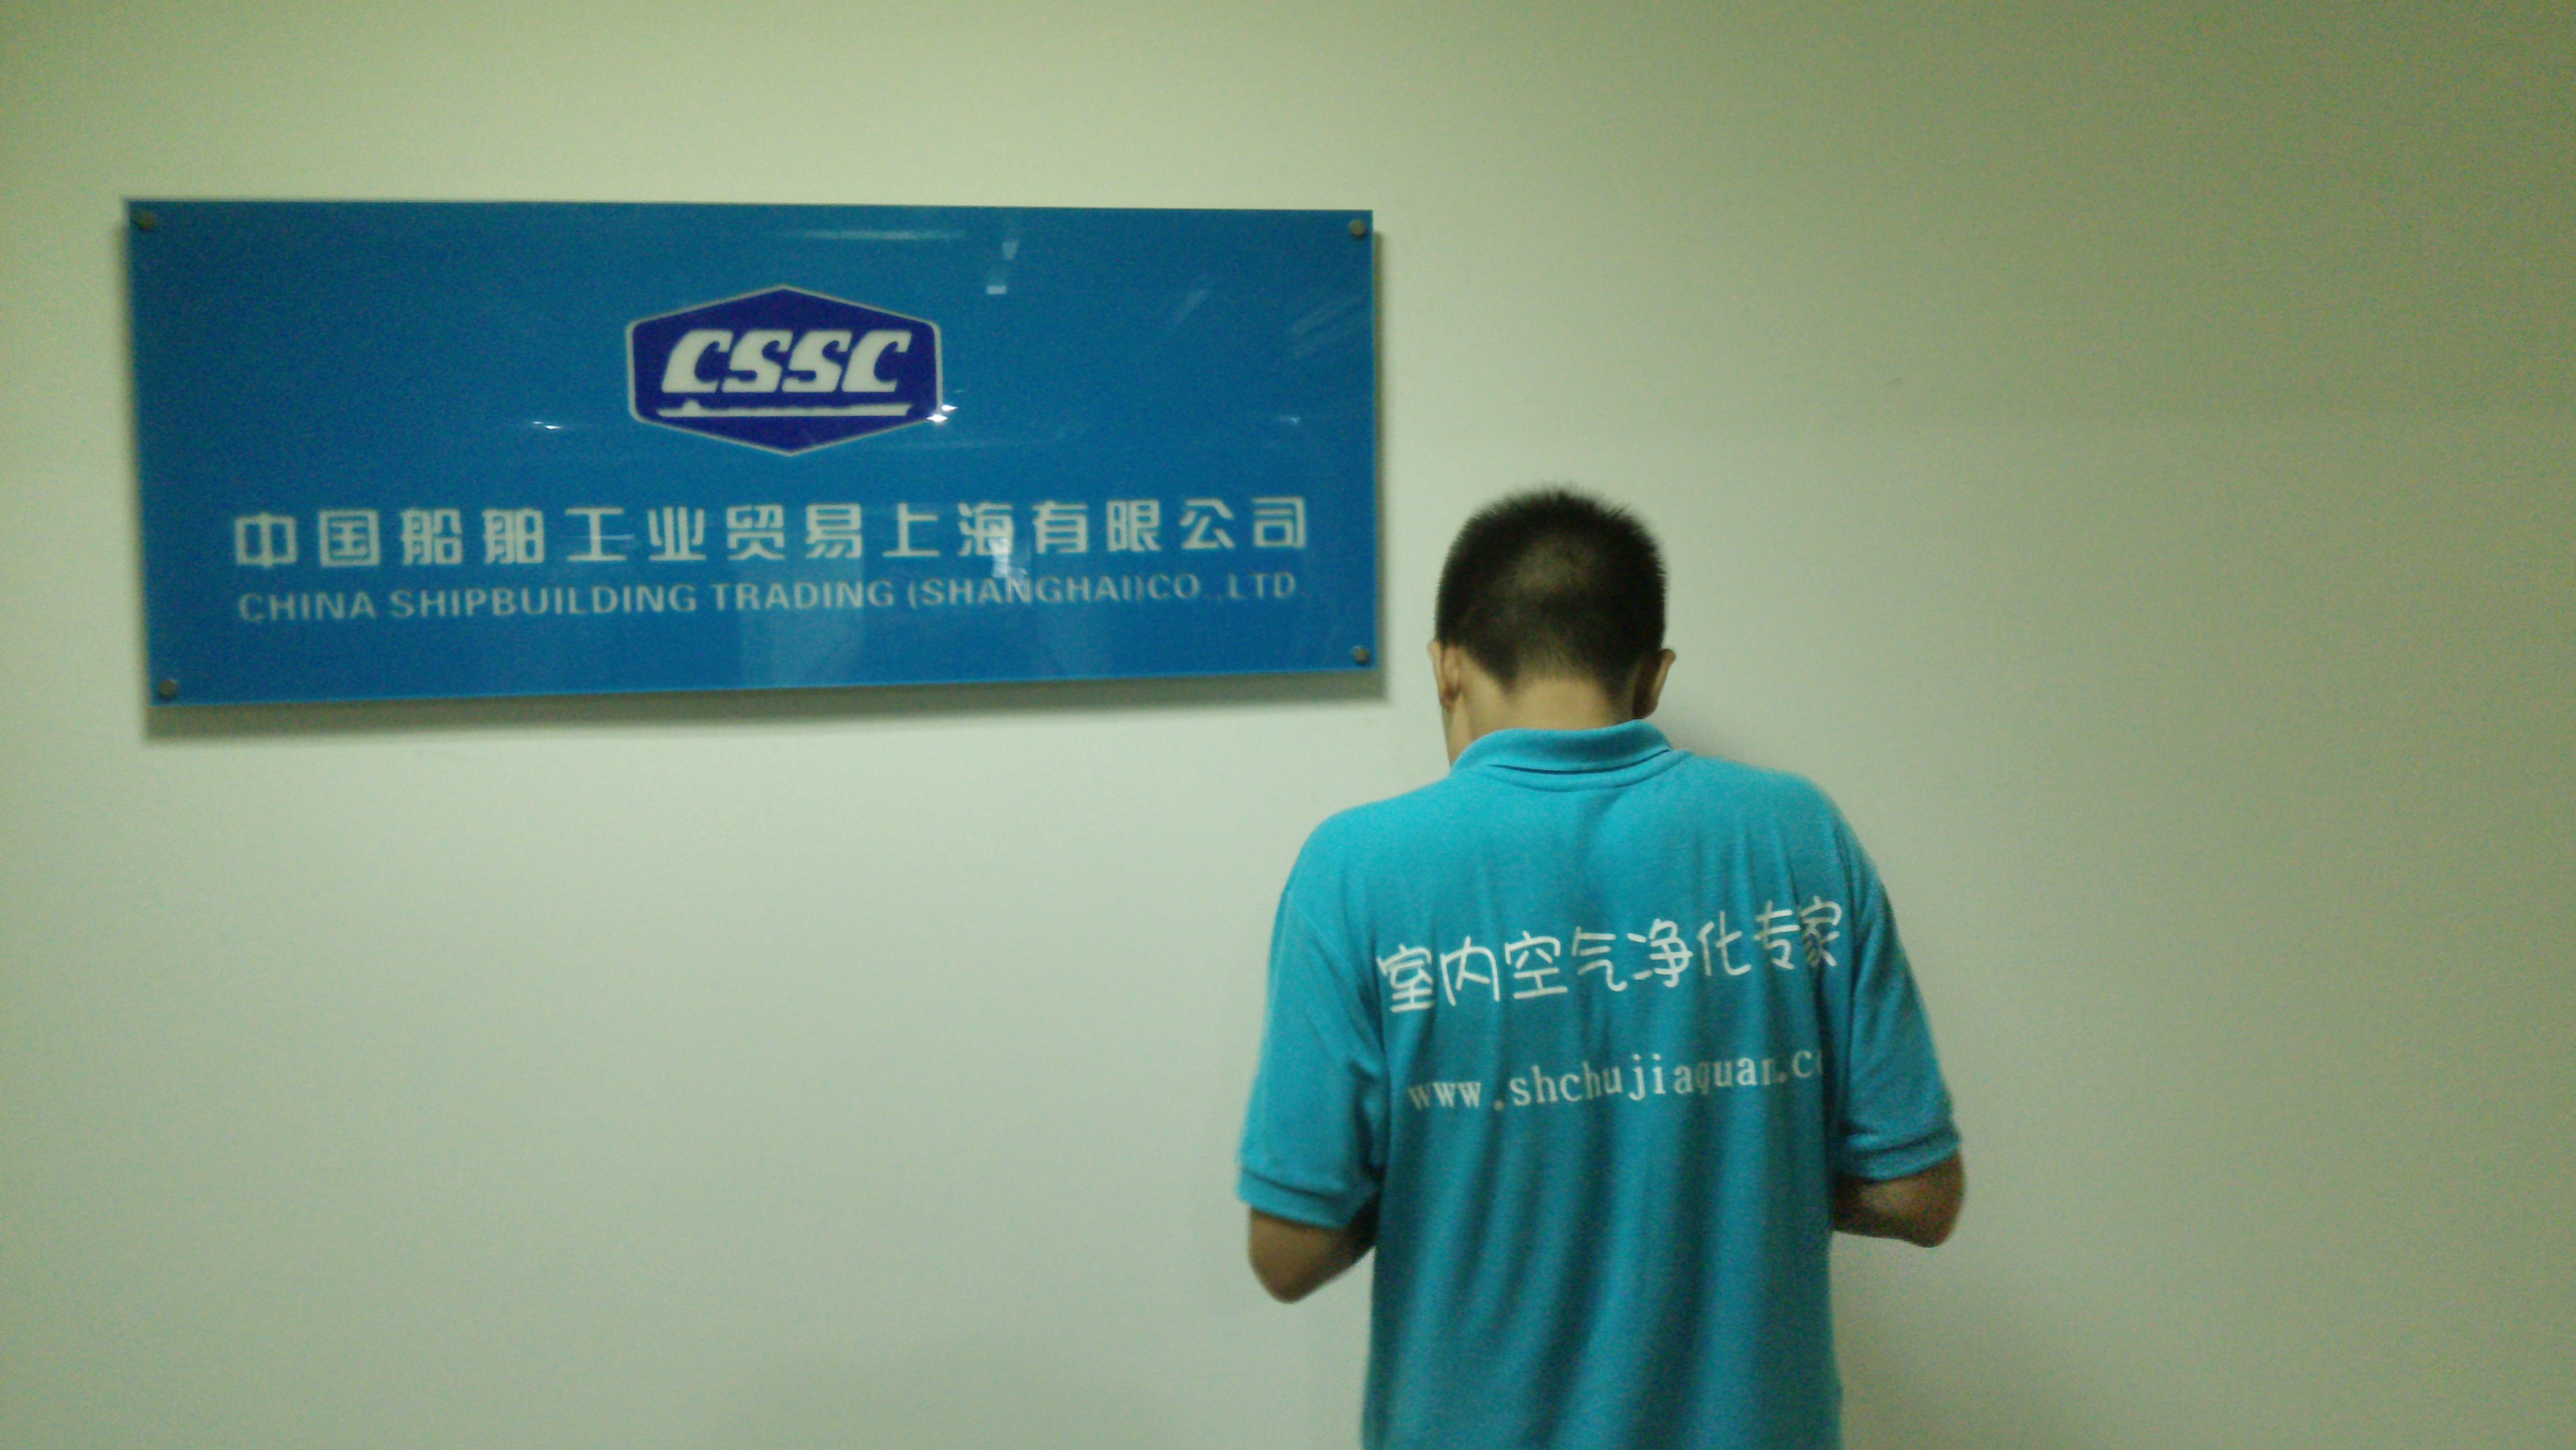 CSSC
中国船舶工业贸易上海有限公司
CHINA SHIPBUILDING TRADING (SHANGHAI)CO.,LTD.
室内空气净化专家
www.shchujiaquan.c